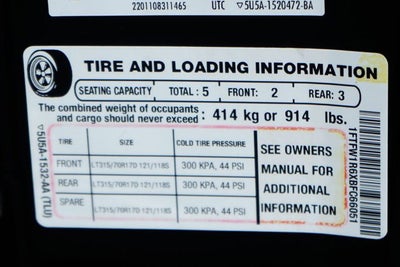 2201108311465 UTC ▽5U5A-1520472-BA
TIRE AND LOADING INFORMATION
SEATING CAPACITY TOTAL : 5 FRONT: 2 REAR: 3
The combined weight of occupants
and cargo should never exceed : 414 kg or 914 lbs.
TIRE SIZE COLD TIRE PRESSURE
FRONT LT315/70R17D 121/118S 300 KPA, 44 PSI
REAR LT315/70R17D 121/118S 300 KPA, 44 PSI
SPARE LT315/70R17D 121/118S 300 KPA, 44 PSI
SEE OWNERS
MANUAL FOR
ADDITIONAL
INFORMATION
▽5U5A-1532-AA (TLU)
1FTFW1R6XBFC66051